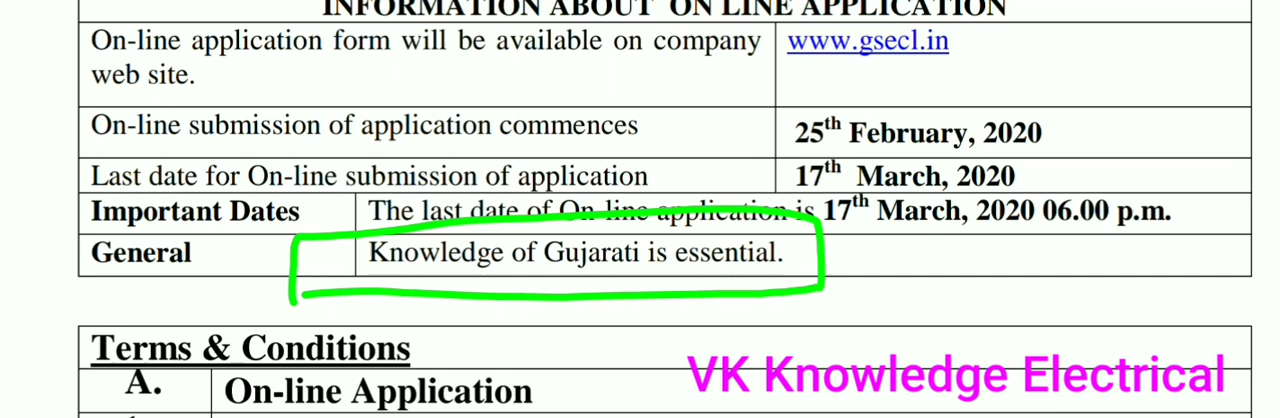 INFORMATION ABOUT ON LINE APPLICATION
On-line application form will be available on company www.gsecl.in
web site.
On-line submission of application commences 25th February, 2020
Last date for On-line submission of application 17th March, 2020
Important Dates The last date of On-line application is 17th March, 2020 06.00 p.m.
General Knowledge of Gujarati is essential.
Terms & Conditions
VK Knowledge Electrical
A. On-line Application